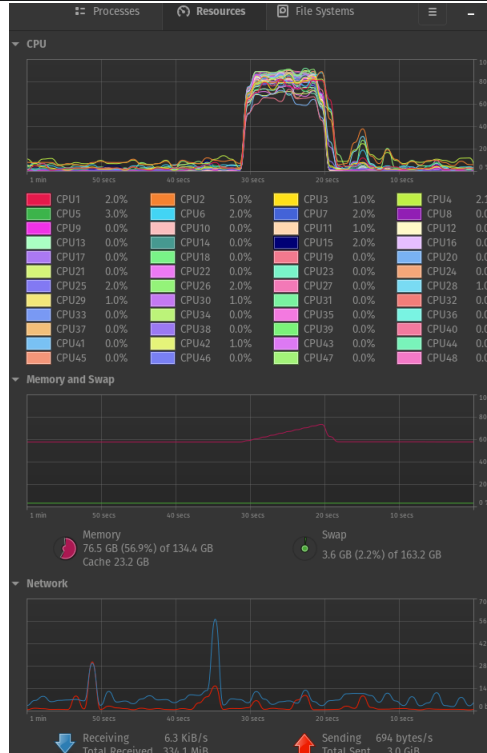 Processes Resources File Systems
CPU
1 min 50 secs 40 secs 30 secs 20 secs 10 secs
CPU1 2.0% CPU2 5.0% CPU3 1.0% CPU4
CPU5 3.0% CPU6 2.0% CPU7 2.0% CPU8
CPU9 0.0% CPU10 0.0% CPU11 1.0% CPU12
CPU13 0.0% CPU14 0.0% CPU15 2.0% CPU16
CPU17 0.0% CPU18 0.0% CPU19 0.0% CPU20
CPU21 0.0% CPU22 0.0% CPU23 0.0% CPU24
CPU25 2.0% CPU26 2.0% CPU27 0.0% CPU28
CPU29 1.0% CPU30 1.0% CPU31 0.0% CPU32
CPU33 0.0% CPU34 0.0% CPU35 0.0% CPU36
CPU37 0.0% CPU38 0.0% CPU39 0.0% CPU40
CPU41 0.0% CPU42 1.0% CPU43 0.0% CPU44
CPU45 0.0% CPU46 0.0% CPU47 0.0% CPU48
Memory and Swap
1 min 50 secs 40 secs 30 secs 20 secs 10 secs
Memory
76.5 GB (56.9%) of 134.4 GB
Cache 23.2 GB
Swap
3.6 GB (2.2%) of 163.2 GB
Network
1 min 50 secs 40 secs 30 secs 20 secs 10 secs
Receiving 6.3 KiB/s
Total Received 334.1 MiB
Sending 694 bytes/s
Total Sent 3.0 GiB